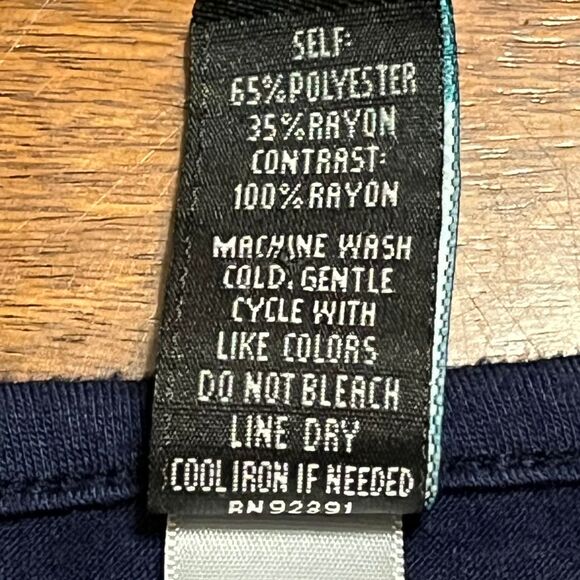 SELF:
65%POLYESTER
35%RAYON
CONTRAST:
100%RAYON
MACHINE WASH
COLD. GENTLE
CYCLE WITH
LIKE COLORS
DO NOT BLEACH
LINE DRY
COOL IRON IF NEEDED
RN92391